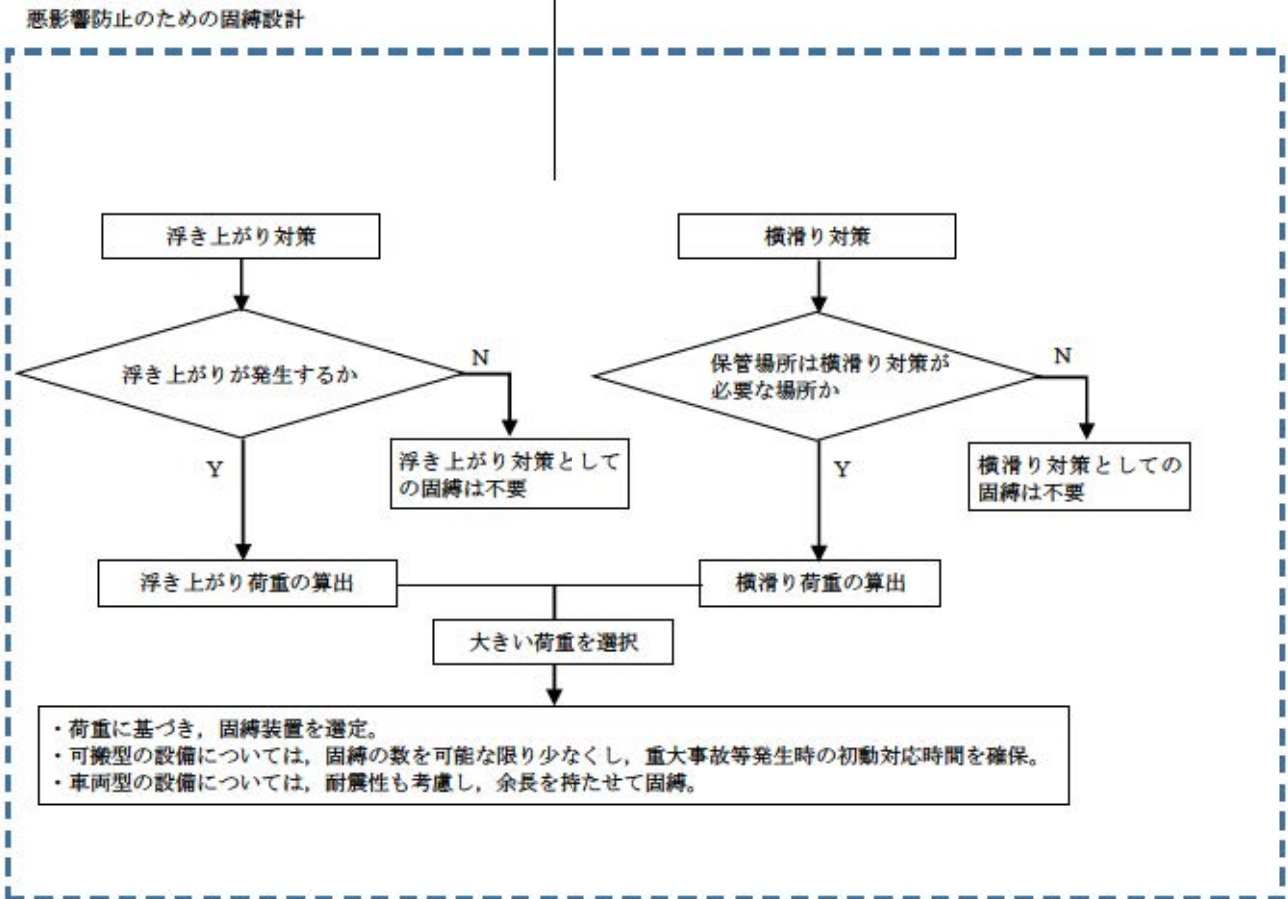 悪影響防止のための固縛設計
浮き上がり対策
横滑り対策
浮き上がりが発生するか
N
保管場所は横滑り対策が
必要な場所か
N
Y
浮き上がり対策として
の固縛は不要
Y
横滑り対策としての
固縛は不要
浮き上がり荷重の算出
横滑り荷重の算出
大きい荷重を選択
・荷重に基づき，固縛装置を選定。
・可搬型の設備については，固縛の数を可能な限り少なくし，重大事故等発生時の初動対応時間を確保。
・車両型の設備については，耐震性も考慮し，余長を持たせて固縛。